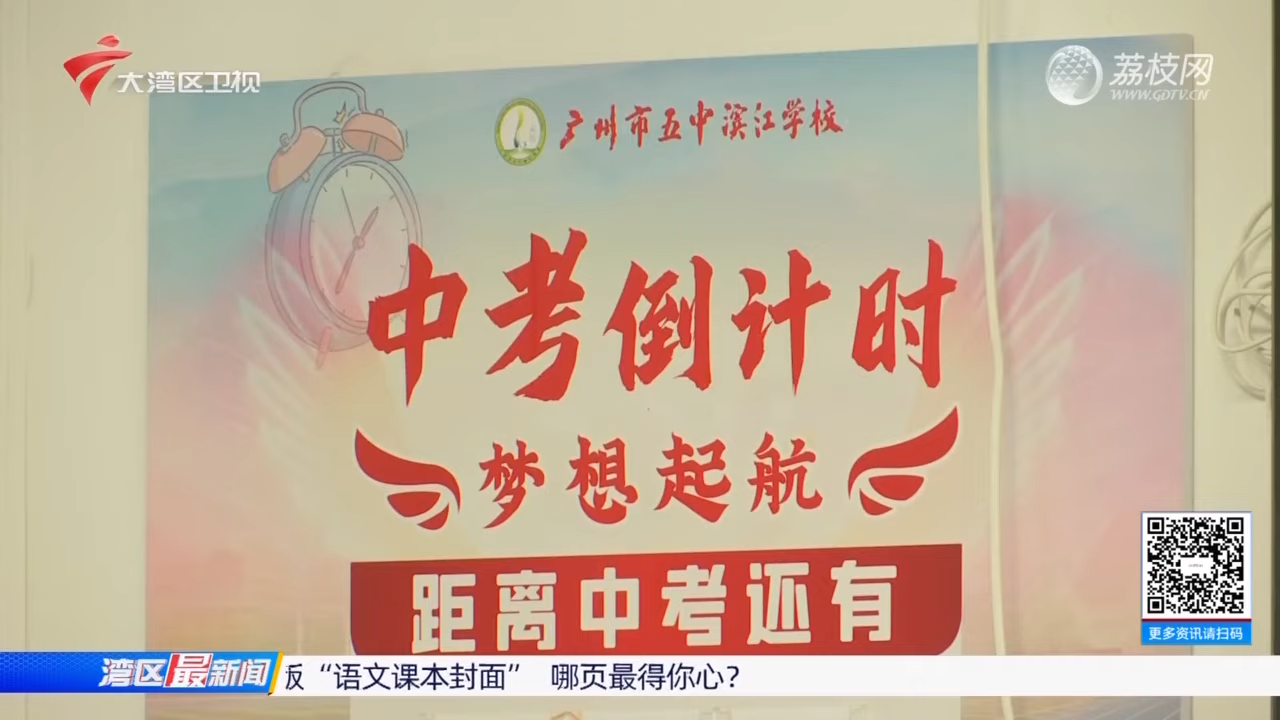 大湾区卫视
荔枝网
WWW.GDTV.CN
广州市五中滨江学校
中考倒计时
梦想起航
距离中考还有
更多资讯请扫码
湾区最新闻
版“语文课本封面” 哪页最得你心？